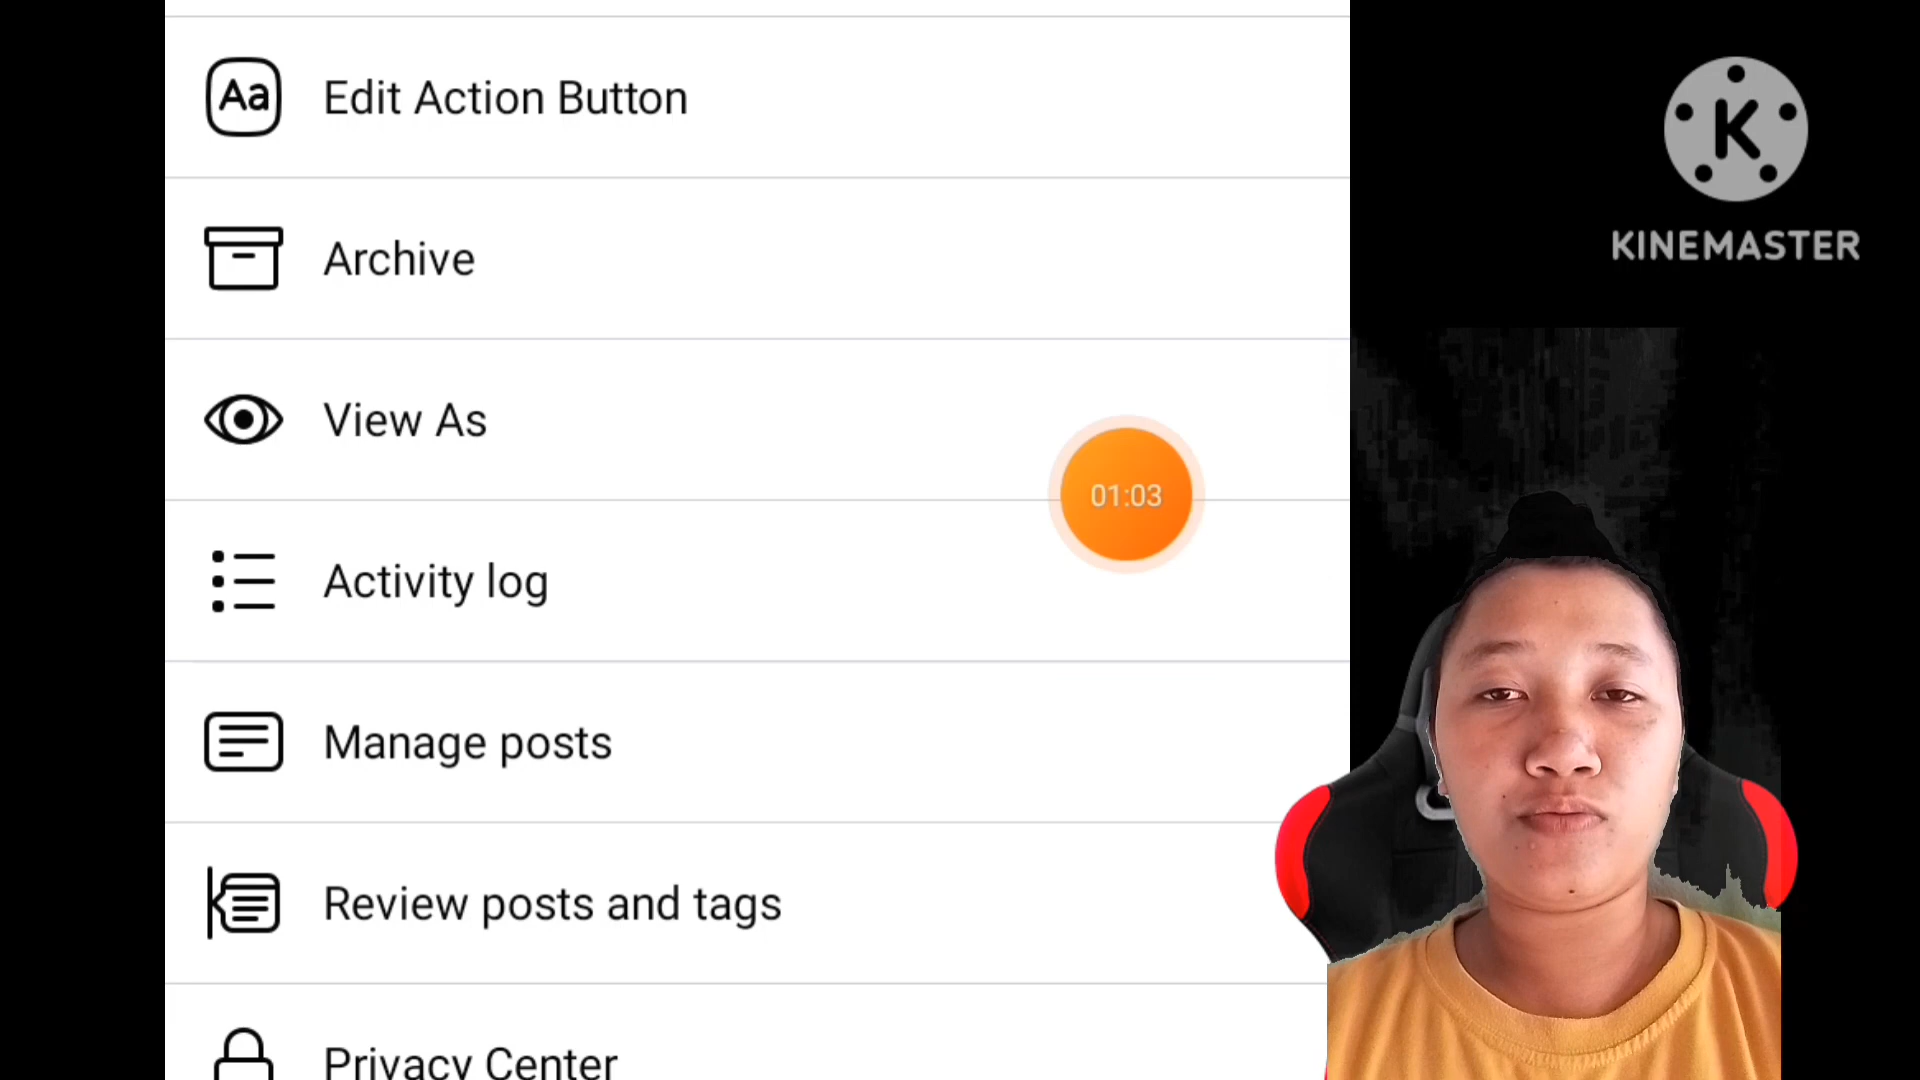 Aa
Edit Action Button
Archive
View As
Activity log
Manage posts
Review posts and tags
Privacy Center
01:03
K
KINEMASTER